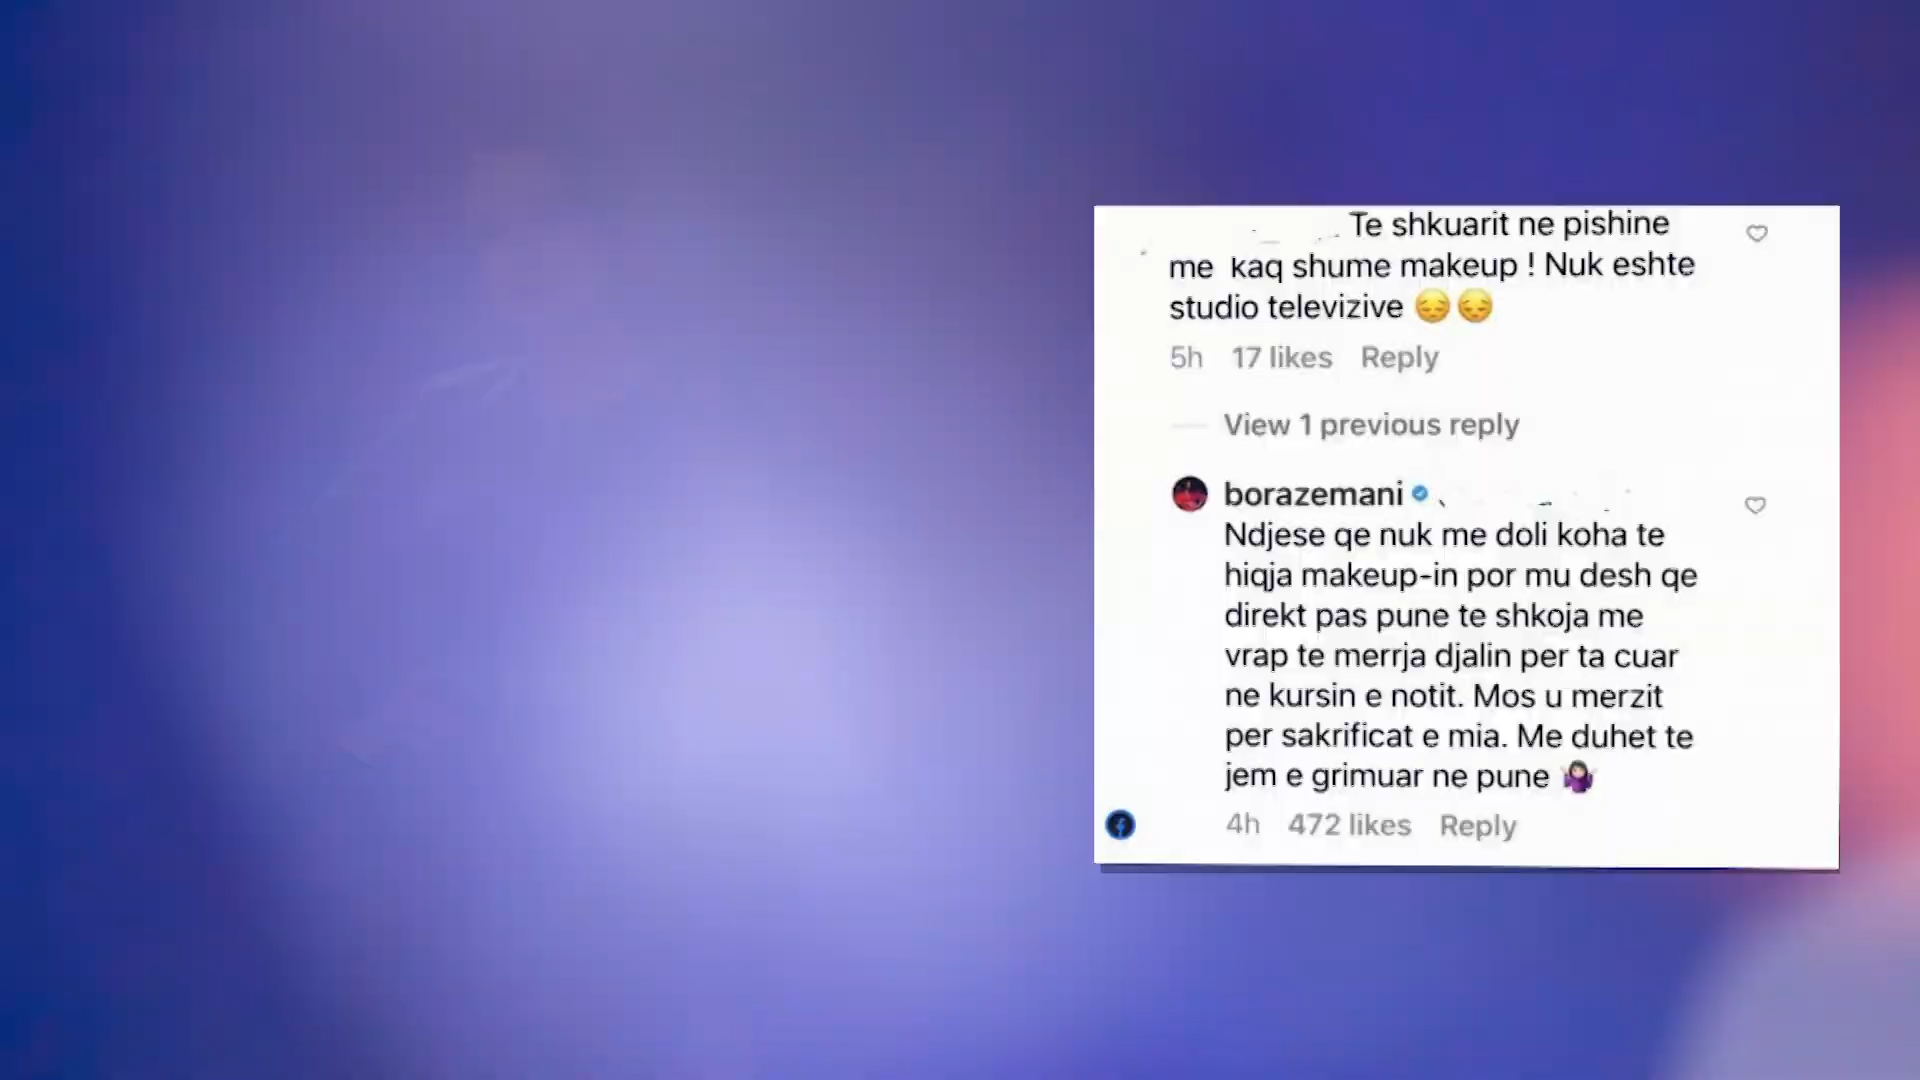 Te shkuarit ne pishine
me kaq shume makeup ! Nuk eshte
studio televizive 😔😔
5h 17 likes Reply
View 1 previous reply
borazemani
Ndjese qe nuk me doli koha te
hiqja makeup-in por mu desh qe
direkt pas pune te shkoja me
vrap te merrja djalin per ta cuar
ne kursin e notit. Mos u merzit
per sakrificat e mia. Me duhet te
jem e grimuar ne pune 🤷🏻‍♀️
4h 472 likes Reply